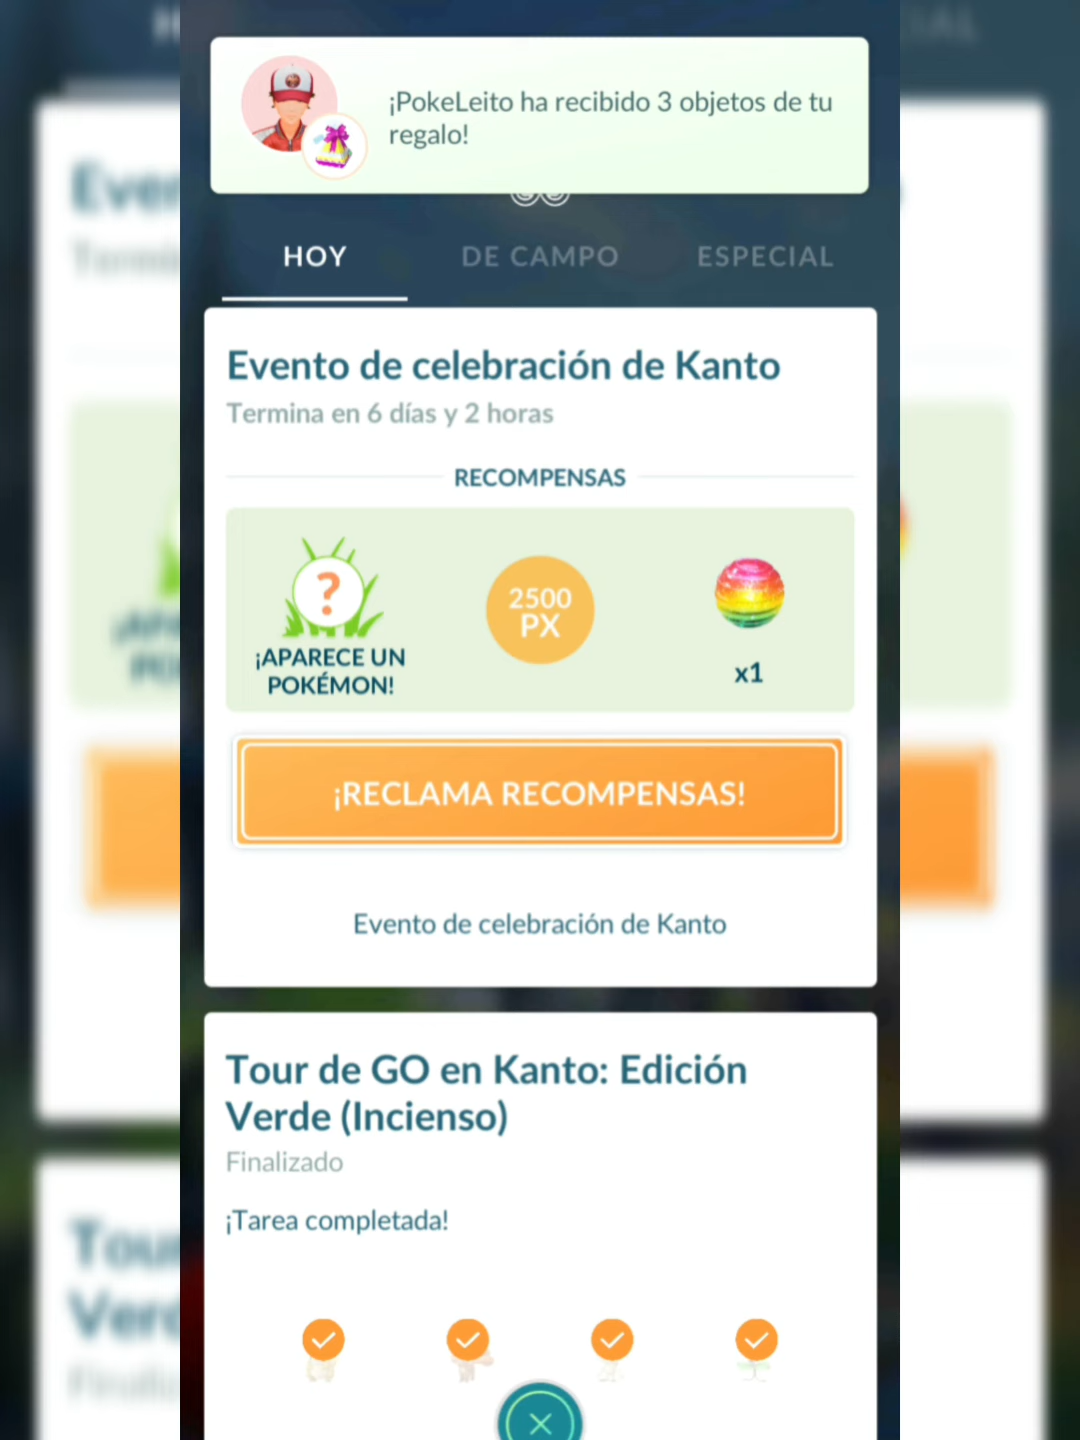 ¡PokeLeito ha recibido 3 objetos de tu
regalo!
HOY DE CAMPO ESPECIAL
Evento de celebración de Kanto
Termina en 6 días y 2 horas
RECOMPENSAS
?
¡APARECE UN
POKÉMON!
2500
PX
x1
¡RECLAMA RECOMPENSAS!
Evento de celebración de Kanto
Tour de GO en Kanto: Edición
Verde (Incienso)
Finalizado
¡Tarea completada!